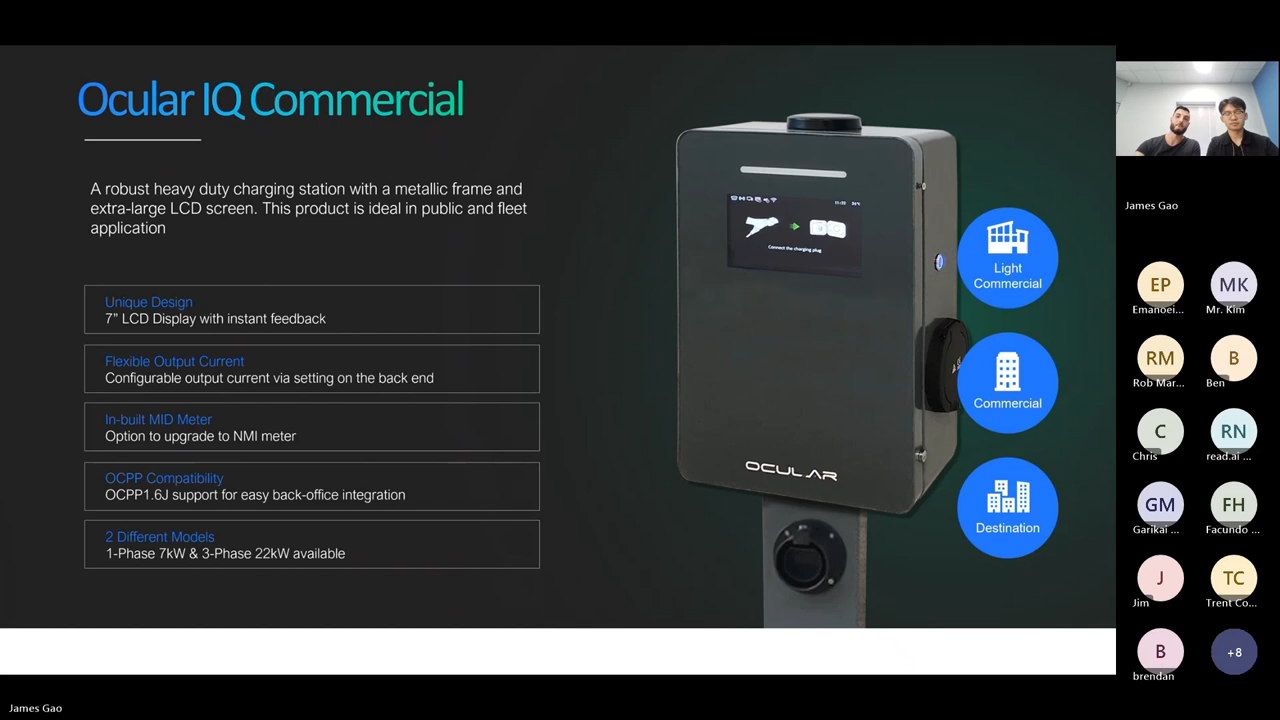 Ocular IQ Commercial
A robust heavy duty charging station with a metallic frame and
extra-large LCD screen. This product is ideal in public and fleet
application
Unique Design
7" LCD Display with instant feedback
Flexible Output Current
Configurable output current via setting on the back end
In-built MID Meter
Option to upgrade to NMI meter
OCPP Compatibility
OCPP1.6J support for easy back-office integration
2 Different Models
1-Phase 7kW & 3-Phase 22kW available
Connect the charging plug
OCULAR
Light
Commercial
Commercial
Destination
James Gao
EP
Emanoei...
MK
Mr. Kim
RM
Rob Mar...
B
Ben
C
Chris
RN
read.ai ...
GM
Garikai ...
FH
Facundo ...
J
Jim
TC
Trent Co...
B
brendan
+8
James Gao